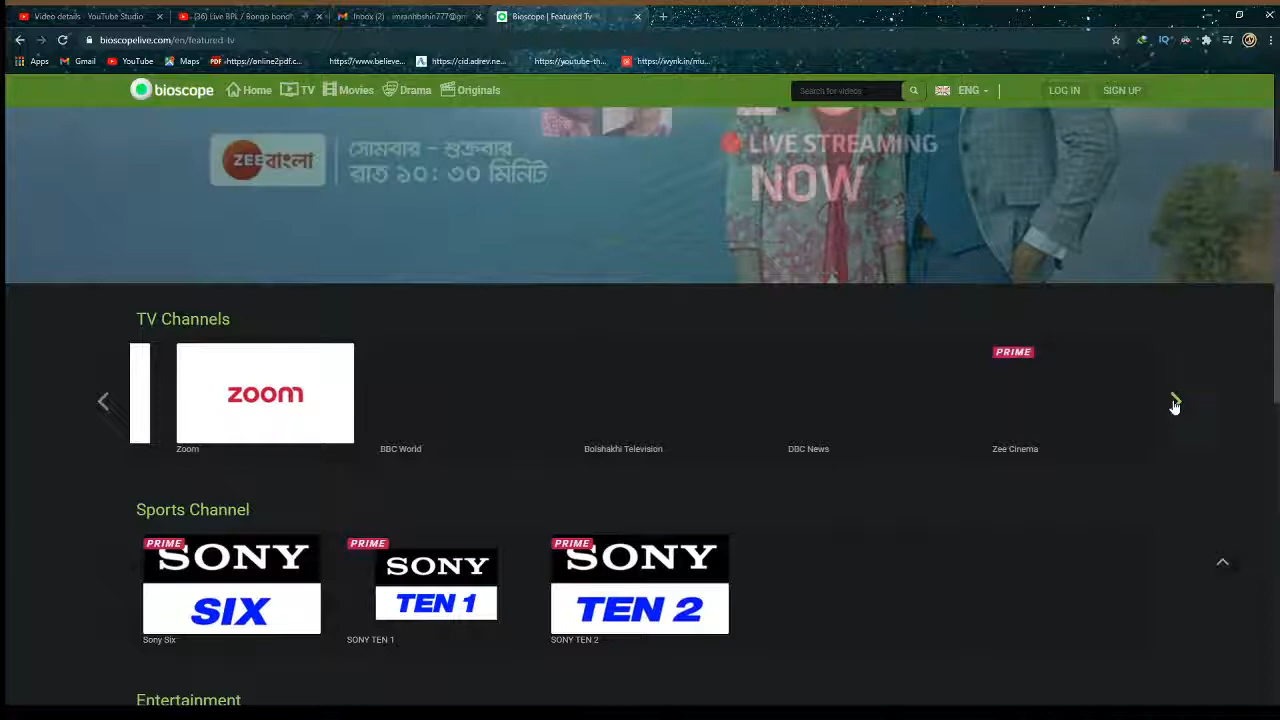 Video details - YouTube Studio
(36) Live BPL / Bongo bond
Inbox (2) - imranhbshin777@gm
Bioscope | Featured Tv
bioscopelive.com/en/featured-tv
Apps
Gmail
YouTube
Maps
https://online2pdf.c...
https://www.believe...
https://cid.adrev.ne...
https://youtube-th...
https://wynk.in/mu...
bioscope
Home
TV
Movies
Drama
Originals
Search for videos
ENG
LOG IN
SIGN UP
ZEE বাংলা
সোমবার - শুক্রবার
রাত ১০: ৩০ মিনিট
LIVE STREAMING
NOW
TV Channels
zoom
PRIME
Zoom
BBC World
Boishakhi Television
DBC News
Zee Cinema
Sports Channel
PRIME
SONY
SIX
PRIME
SONY
TEN 1
PRIME
SONY
TEN 2
Sony Six
SONY TEN 1
SONY TEN 2
Entertainment